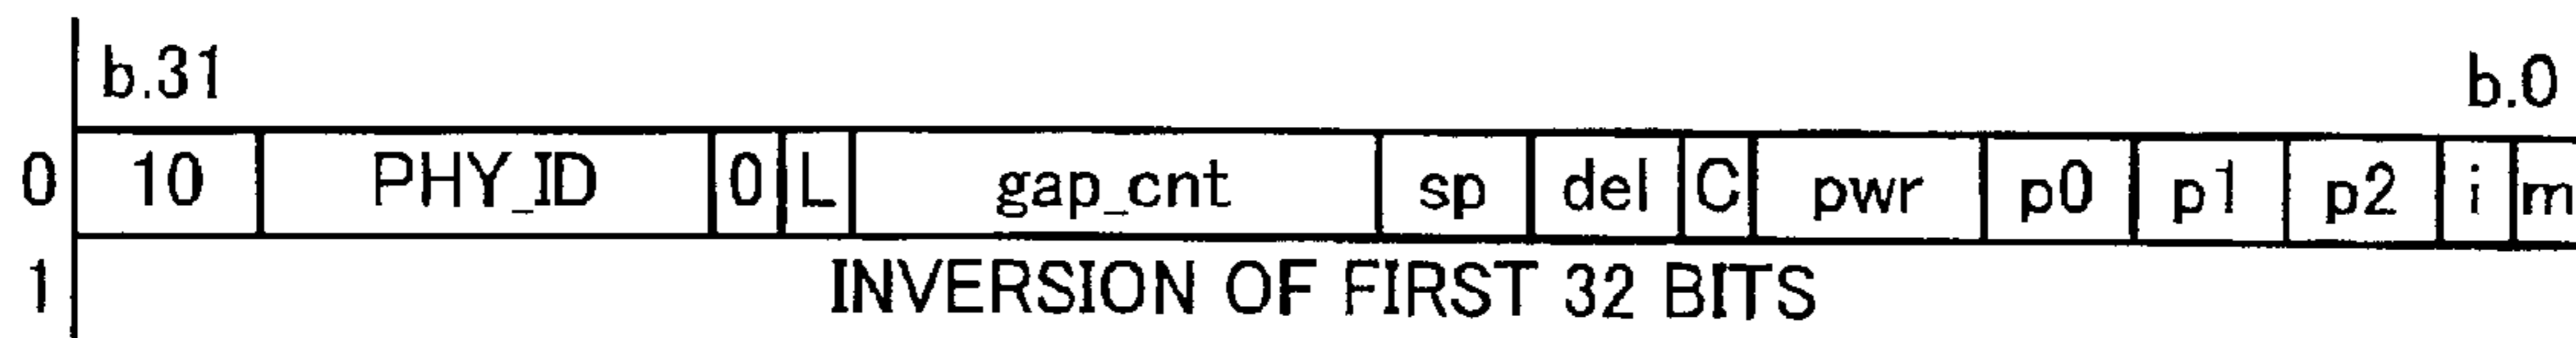 b.31 b.0
0 10 PHY_ID 0 L gap_cnt sp del C pwr p0 p1 p2 i m
1 INVERSION OF FIRST 32 BITS